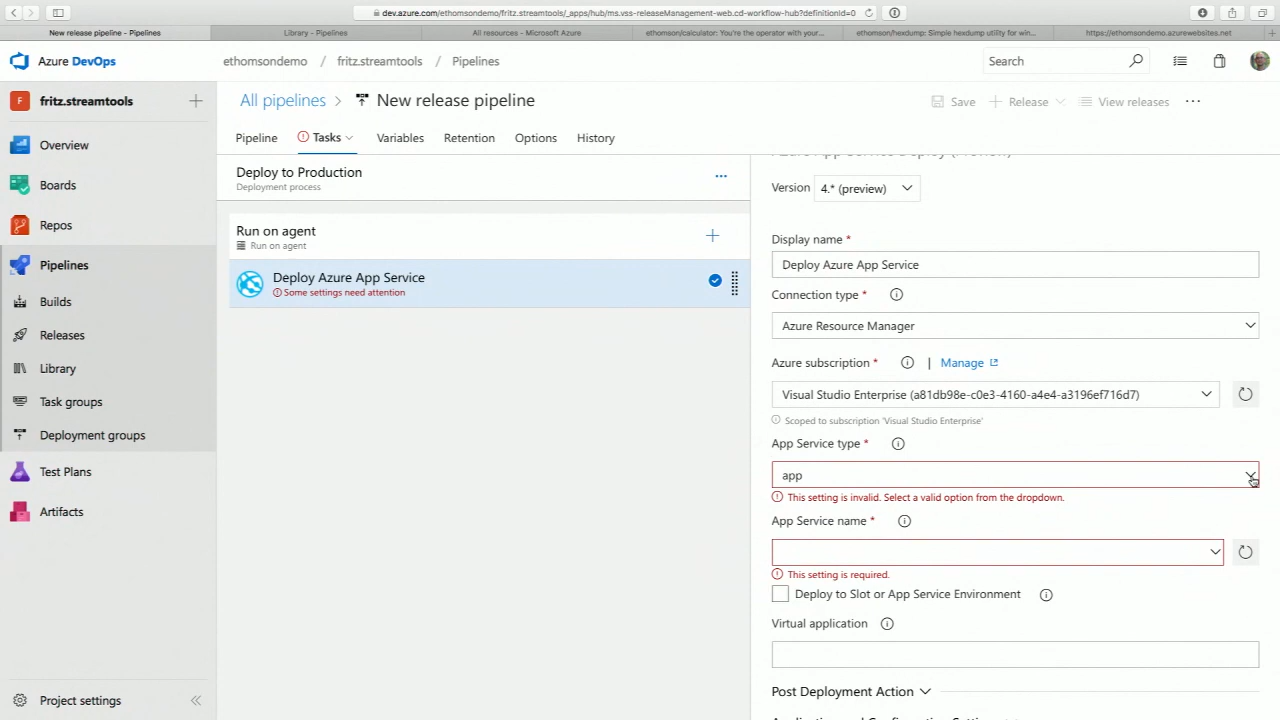 dev.azure.com/ethomsondemo/fritz.streamtools/_apps/hub/ms.vss-releaseManagement-web.cd-workflow-hub?definitionId=0
New release pipeline - Pipelines
Library - Pipelines
All resources - Microsoft Azure
ethomson/calculator: You're the operator with your...
ethomson/hexdump: Simple hexdump utility for win...
https://ethomsondemo.azurewebsites.net
Azure DevOps
ethomsondemo / fritz.streamtools / Pipelines
Search
F fritz.streamtools
All pipelines > New release pipeline
Save
Release
View releases
Overview
Boards
Repos
Pipelines
Builds
Releases
Library
Task groups
Deployment groups
Test Plans
Artifacts
Project settings
Pipeline Tasks Variables Retention Options History
Deploy to Production
Deployment process
Run on agent
Run on agent
Deploy Azure App Service
Some settings need attention
Azure App Service Deploy (Preview)
Version 4.* (preview)
Display name *
Deploy Azure App Service
Connection type *
Azure Resource Manager
Azure subscription * | Manage
Visual Studio Enterprise (a81db98e-c0e3-4160-a4e4-a3196ef716d7)
Scoped to subscription 'Visual Studio Enterprise'
App Service type *
app
This setting is invalid. Select a valid option from the dropdown.
App Service name *
This setting is required.
Deploy to Slot or App Service Environment
Virtual application
Post Deployment Action